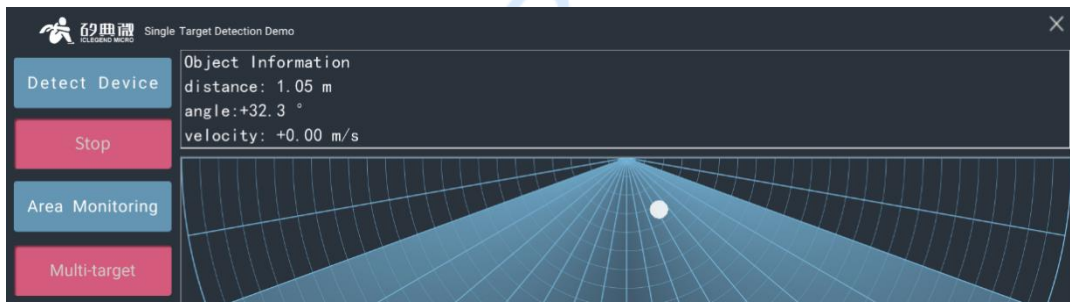 矽典微 Single Target Detection Demo
ICLEGEND MICRO
Detect Device
Stop
Area Monitoring
Multi-target
Object Information
distance: 1.05 m
angle:+32.3 °
velocity: +0.00 m/s